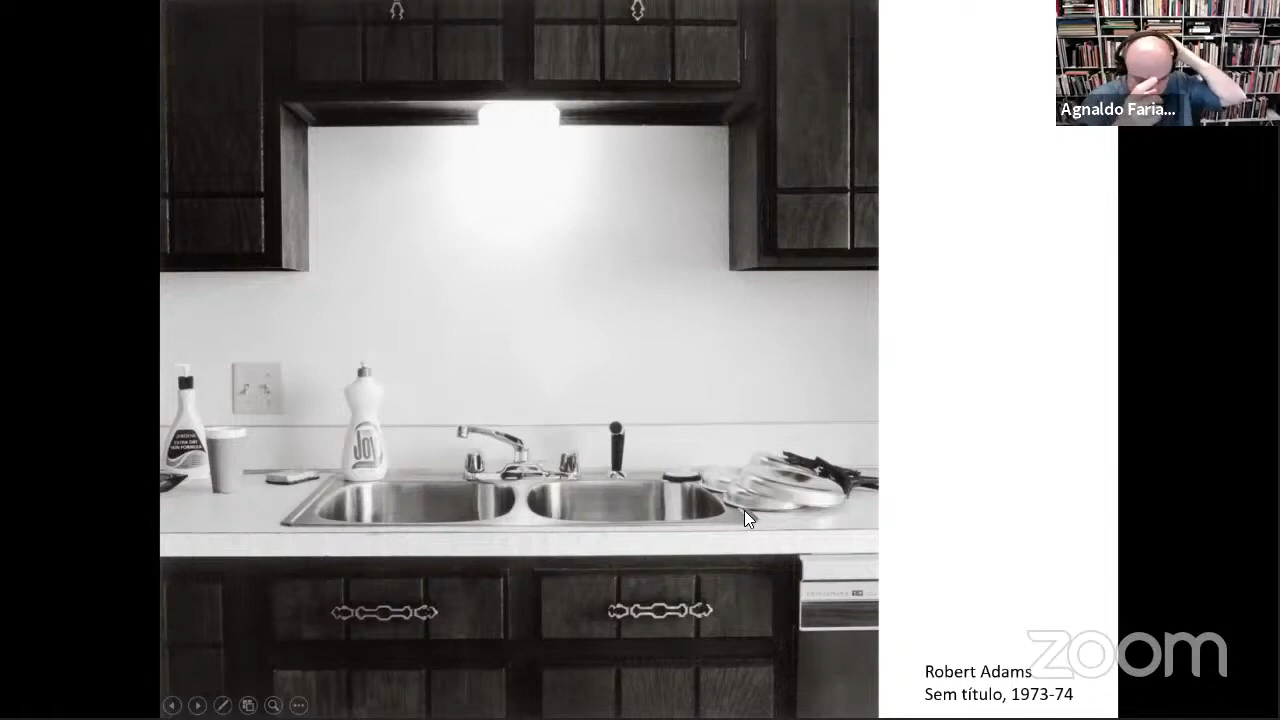 Agnaldo Faria...
Joy
Robert Adams
Sem título, 1973-74
zoom